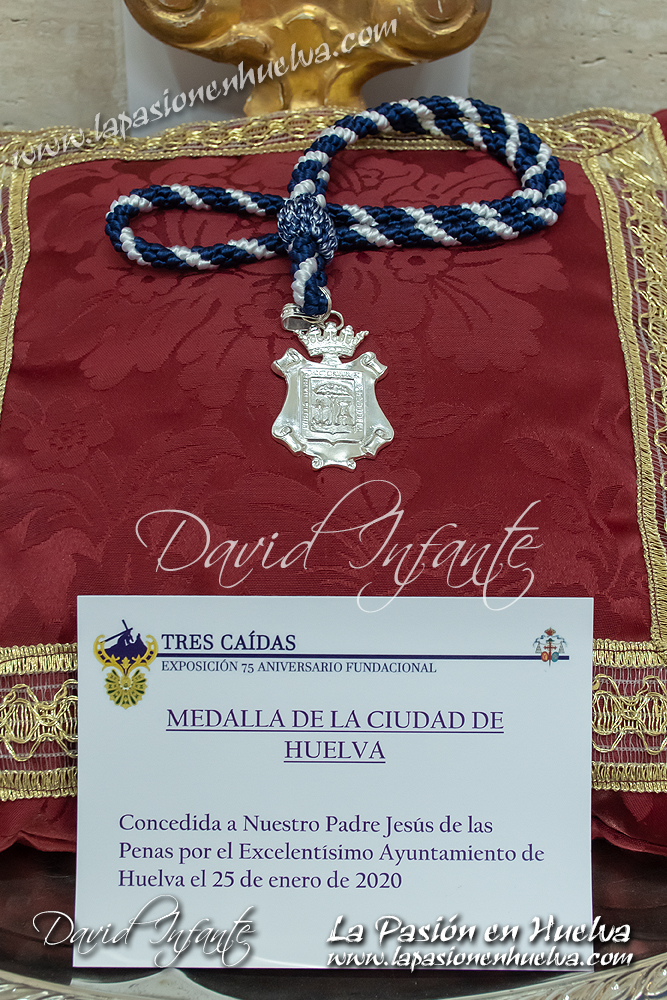 www.lapasionenhuelva.com
David Infante
TRES CAÍDAS
EXPOSICIÓN 75 ANIVERSARIO FUNDACIONAL
MEDALLA DE LA CIUDAD DE
HUELVA
Concedida a Nuestro Padre Jesús de las
Penas por el Excelentísimo Ayuntamiento de
Huelva el 25 de enero de 2020
David Infante
La Pasión en Huelva
www.lapasionenhuelva.com